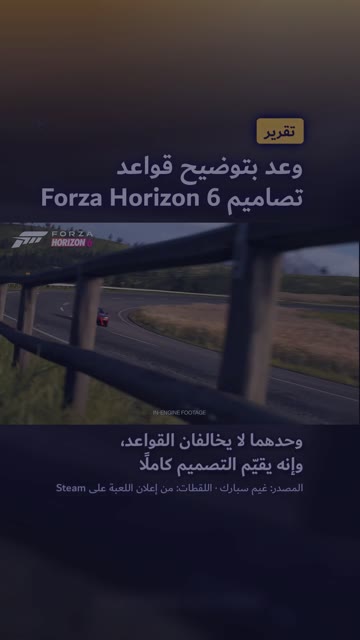 تقرير
وعد بتوضيح قواعد
تصاميم Forza Horizon 6
FORZA
HORIZON 6
IN-ENGINE FOOTAGE
وحدهما لا يخالفان القواعد،
وإنه يقيّم التصميم كاملًا
المصدر: غيم سبارك · اللقطات: من إعلان اللعبة على Steam